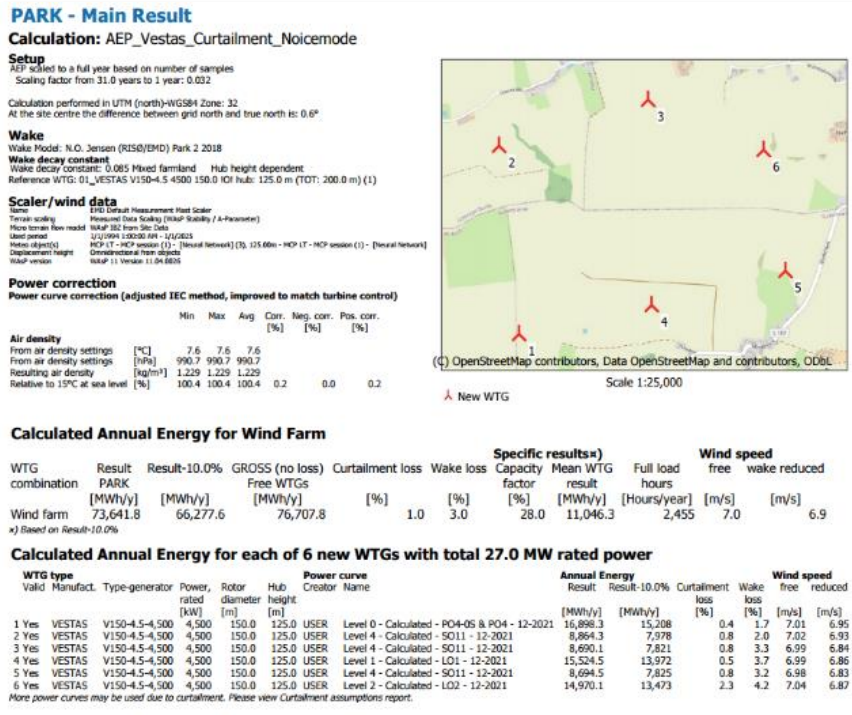 PARK - Main Result
Calculation: AEP_Vestas_Curtailment_Noicemode
Setup
AEP scaled to a full year based on number of samples
Scaling factor from 31.0 years to 1 year: 0.032
Calculation performed in UTM (north)-WGS84 Zone: 32
At the site centre the difference between grid north and true north is: 0.6°
Wake
Wake Model: N.O. Jensen (RISØ/EMD) Park 2 2018
Wake decay constant
Wake decay constant: 0.085 Mixed farmland Hub height dependent
Reference WTG: 01_VESTAS V150-4.5 4500 150.0 !O! hub: 125.0 m (TOT: 200.0 m) (1)
Scaler/wind data
Name EMD Default Measurement Mast Scaler
Terrain scaling Measured Data Scaling (WAsP Stability / A-Parameter)
Micro terrain flow model WAsP IBZ from Site Data
Used period 1/1/1994 1:00:00 AM - 1/1/2025
Meteo object(s) MCP LT - MCP session (1) - [Neural Network] (3), 125.00m - MCP LT - MCP session (1) - [Neural Network]
Displacement height Omnidirectional from objects
WAsP version WAsP 11 Version 11.04.0026
Power correction
Power curve correction (adjusted IEC method, improved to match turbine control)
Min Max Avg Corr. Neg. corr. Pos. corr.
[%] [%] [%]
Air density
From air density settings [°C] 7.6 7.6 7.6
From air density settings [hPa] 990.7 990.7 990.7
Resulting air density [kg/m³] 1.229 1.229 1.229
Relative to 15°C at sea level [%] 100.4 100.4 100.4 0.2 0.0 0.2
3
2
6
5
4
1
(C) OpenStreetMap contributors, Data OpenStreetMap and contributors, ODbL
Scale 1:25,000
New WTG
Calculated Annual Energy for Wind Farm
Specific results¤) Wind speed
WTG Result Result-10.0% GROSS (no loss) Curtailment loss Wake loss Capacity Mean WTG Full load free wake reduced
combination PARK Free WTGs factor result hours
[MWh/y] [MWh/y] [MWh/y] [%] [%] [%] [MWh/y] [Hours/year] [m/s] [m/s]
Wind farm 73,641.8 66,277.6 76,707.8 1.0 3.0 28.0 11,046.3 2,455 7.0 6.9
¤) Based on Result-10.0%
Calculated Annual Energy for each of 6 new WTGs with total 27.0 MW rated power
WTG type Power curve Annual Energy Wind speed
Valid Manufact. Type-generator Power, Rotor Hub Creator Name Result Result-10.0% Curtailment Wake free reduced
rated diameter height loss loss
[kW] [m] [m] [MWh/y] [MWh/y] [%] [%] [m/s] [m/s]
1 Yes VESTAS V150-4.5-4,500 4,500 150.0 125.0 USER Level 0 - Calculated - PO4-0S & PO4 - 12-2021 16,898.3 15,208 0.4 1.7 7.01 6.95
2 Yes VESTAS V150-4.5-4,500 4,500 150.0 125.0 USER Level 4 - Calculated - SO11 - 12-2021 8,864.3 7,978 0.8 2.0 7.02 6.93
3 Yes VESTAS V150-4.5-4,500 4,500 150.0 125.0 USER Level 4 - Calculated - SO11 - 12-2021 8,690.1 7,821 0.8 3.3 6.99 6.84
4 Yes VESTAS V150-4.5-4,500 4,500 150.0 125.0 USER Level 1 - Calculated - LO1 - 12-2021 15,524.5 13,972 0.5 3.7 6.99 6.86
5 Yes VESTAS V150-4.5-4,500 4,500 150.0 125.0 USER Level 4 - Calculated - SO11 - 12-2021 8,694.5 7,825 0.8 3.2 6.98 6.83
6 Yes VESTAS V150-4.5-4,500 4,500 150.0 125.0 USER Level 2 - Calculated - LO2 - 12-2021 14,970.1 13,473 2.3 4.2 7.04 6.87
More power curves may be used due to curtailment. Please view Curtailment assumptions report.